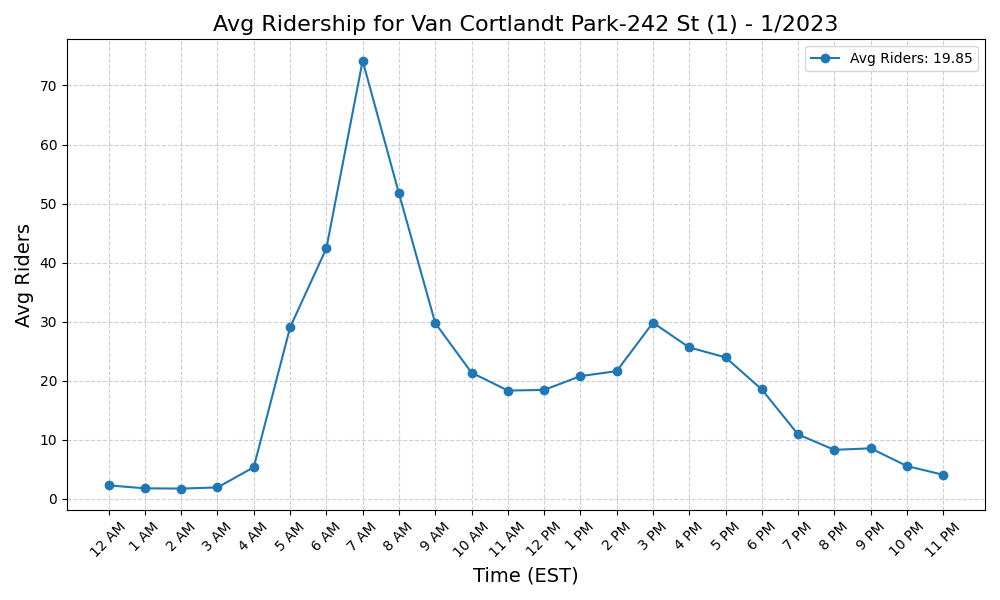 Avg Ridership for Van Cortlandt Park-242 St (1) - 1/2023
Avg Riders: 19.85
Avg Riders
70
60
50
40
30
20
10
0
12 AM
1 AM
2 AM
3 AM
4 AM
5 AM
6 AM
7 AM
8 AM
9 AM
10 AM
11 AM
12 PM
1 PM
2 PM
3 PM
4 PM
5 PM
6 PM
7 PM
8 PM
9 PM
10 PM
11 PM
Time (EST)